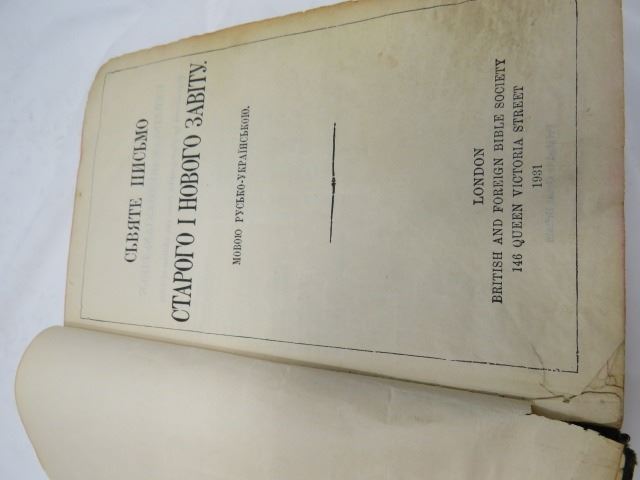 СЬВЯТЕ ПИСЬМО
СТАРОГО І НОВОГО ЗАВІТУ.
МОВОЮ РУСЬКО-УКРАЇНСЬКОЮ.
LONDON
BRITISH AND FOREIGN BIBLE SOCIETY
146 QUEEN VICTORIA STREET
1931